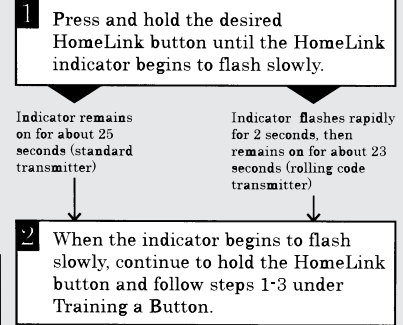 1 Press and hold the desired
HomeLink button until the HomeLink
indicator begins to flash slowly.
Indicator remains
on for about 25
seconds (standard
transmitter)
Indicator flashes rapidly
for 2 seconds, then
remains on for about 23
seconds (rolling code
transmitter)
2 When the indicator begins to flash
slowly, continue to hold the HomeLink
button and follow steps 1-3 under
Training a Button.